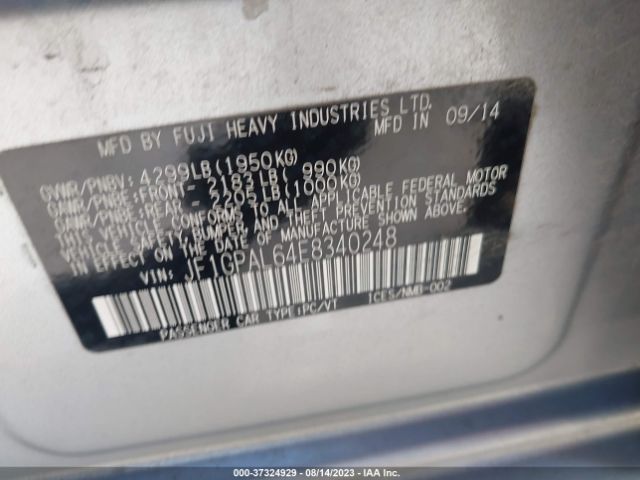 MFD BY FUJI HEAVY INDUSTRIES LTD.
MFD IN 09/14
GVWR/PNBV: 4299LB(1950KG)
GAWR/PNBE:FRONT- 2183LB( 990KG)
GAWR/PNBE:REAR - 2205LB(1000KG)
THIS VEHICLE CONFORMS TO ALL APPLICABLE FEDERAL MOTOR
VEHICLE SAFETY,BUMPER,AND THEFT PREVENTION STANDARDS
IN EFFECT ON THE DATE OF MANUFACTURE SHOWN ABOVE.
VIN: JF1GPAL64E8340248
PASSENGER CAR TYPE:PC/VT ICES/NMB-002
000-37324929 - 08/14/2023 - IAA Inc.